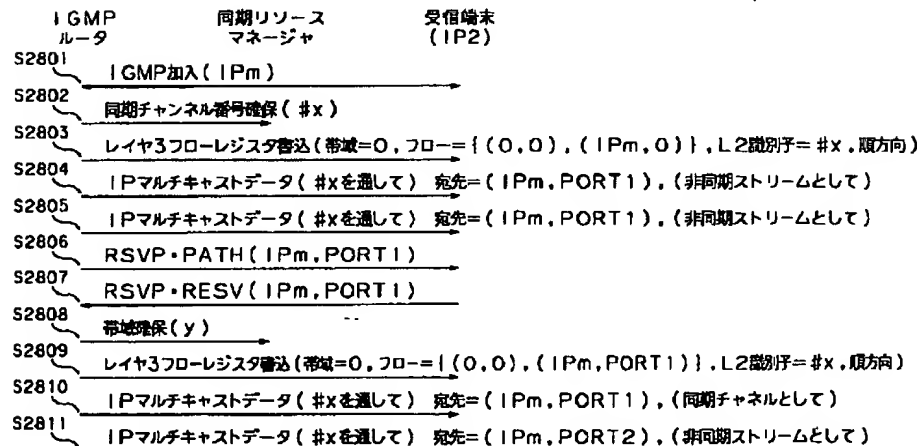 IGMP
ルータ
同期リソース
マネージャ
受信端末
(IP2)
S2801
IGMP加入(IPm)
S2802
同期チャンネル番号確保(#x)
S2803
レイヤ3フローレジスタ書込(帯域=0,フロー={(0,0),(IPm,0)},L2識別子=#x,順方向)
S2804
IPマルチキャストデータ(#xを通して) 宛先=(IPm,PORT1),(非同期ストリームとして)
S2805
IPマルチキャストデータ(#xを通して) 宛先=(IPm,PORT1),(非同期ストリームとして)
S2806
RSVP・PATH(IPm,PORT1)
S2807
RSVP・RESV(IPm,PORT1)
S2808
帯域確保(y)
S2809
レイヤ3フローレジスタ書込(帯域=0,フロー={(0,0),(IPm,PORT1)},L2識別子=#x,順方向)
S2810
IPマルチキャストデータ(#xを通して) 宛先=(IPm,PORT1),(同期チャネルとして)
S2811
IPマルチキャストデータ(#xを通して) 宛先=(IPm,PORT2),(非同期ストリームとして)